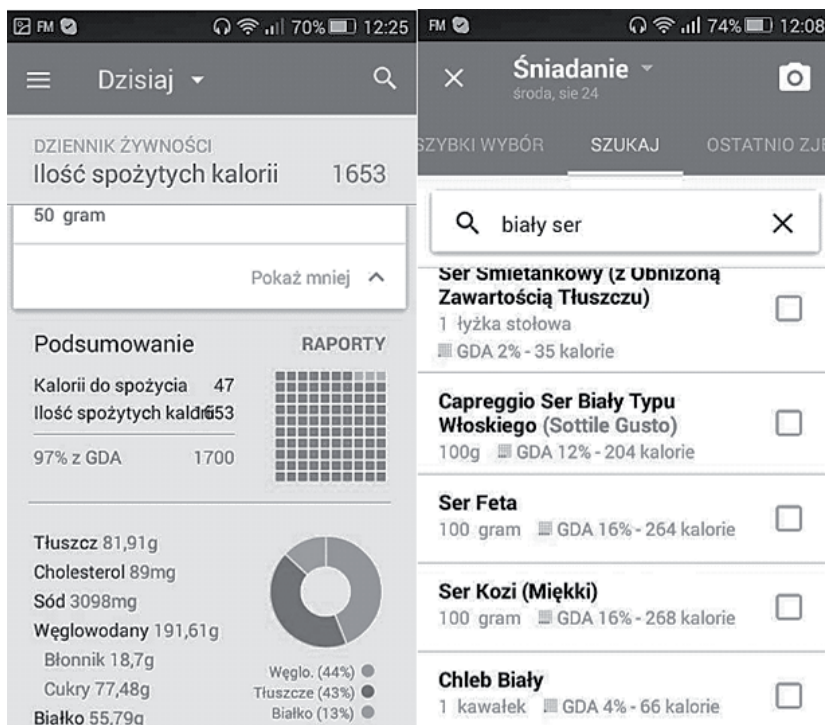 FM 70% 12:25
Dzisiaj
DZIENNIK ŻYWNOŚCI
Ilość spożytych kalorii 1653
50 gram
Pokaż mniej
Podsumowanie RAPORTY
Kalorii do spożycia 47
Ilość spożytych 653
97% z GDA 1700
Tłuszcz 81,91g
Cholesterol 89mg
Sód 3098mg
Węglowodany 191,61g
Błonnik 18,7g
Cukry 77,48g
Białko 55,79g
Węglo. (44%)
Tłuszcze (43%)
Białko (13%)
FM 74% 12:08
Śniadanie
środa, sie 24
SZYBKI WYBÓR SZUKAJ OSTATNIO ZJE
biały ser
Ser Śmietankowy (z Obniżoną
Zawartością Tłuszczu)
1 łyżka stołowa
GDA 2% - 35 kalorie
Capreggio Ser Biały Typu
Włoskiego (Sottile Gusto)
100g GDA 12% - 204 kalorie
Ser Feta
100 gram GDA 16% - 264 kalorie
Ser Kozi (Miękki)
100 gram GDA 16% - 268 kalorie
Chleb Biały
1 kawałek GDA 4% - 66 kalorie